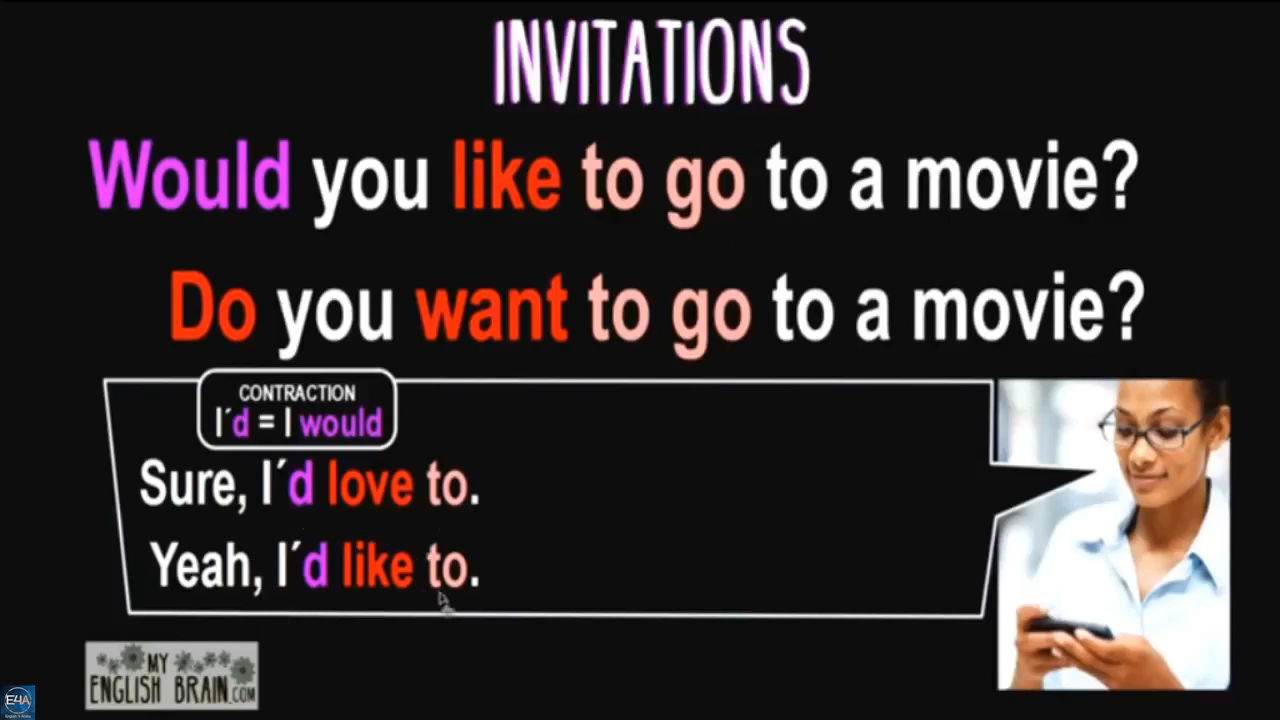 INVITATIONS
Would you like to go to a movie?
Do you want to go to a movie?
CONTRACTION
I´d = I would
Sure, I´d love to.
Yeah, I´d like to.
MY
ENGLISH BRAIN.COM
E4A